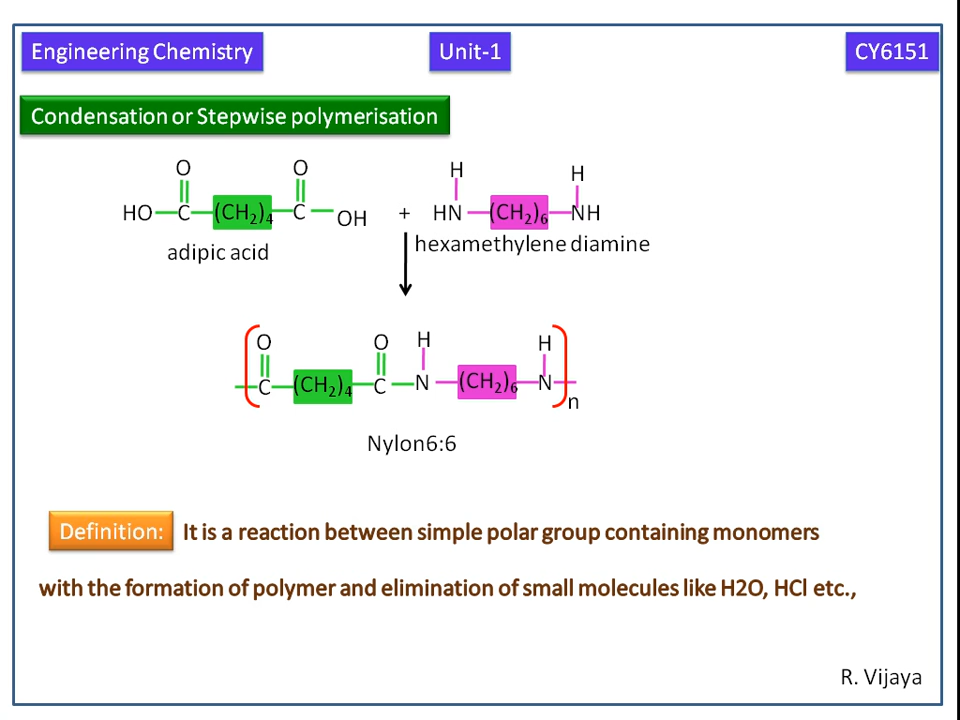 Engineering Chemistry Unit-1 CY6151
Condensation or Stepwise polymerisation
O O H H
HO C (CH2)4 C OH + HN (CH2)6 NH
adipic acid hexamethylene diamine
O O H H
C (CH2)4 C N (CH2)6 N n
Nylon6:6
Definition: It is a reaction between simple polar group containing monomers
with the formation of polymer and elimination of small molecules like H2O, HCl etc.,
R. Vijaya